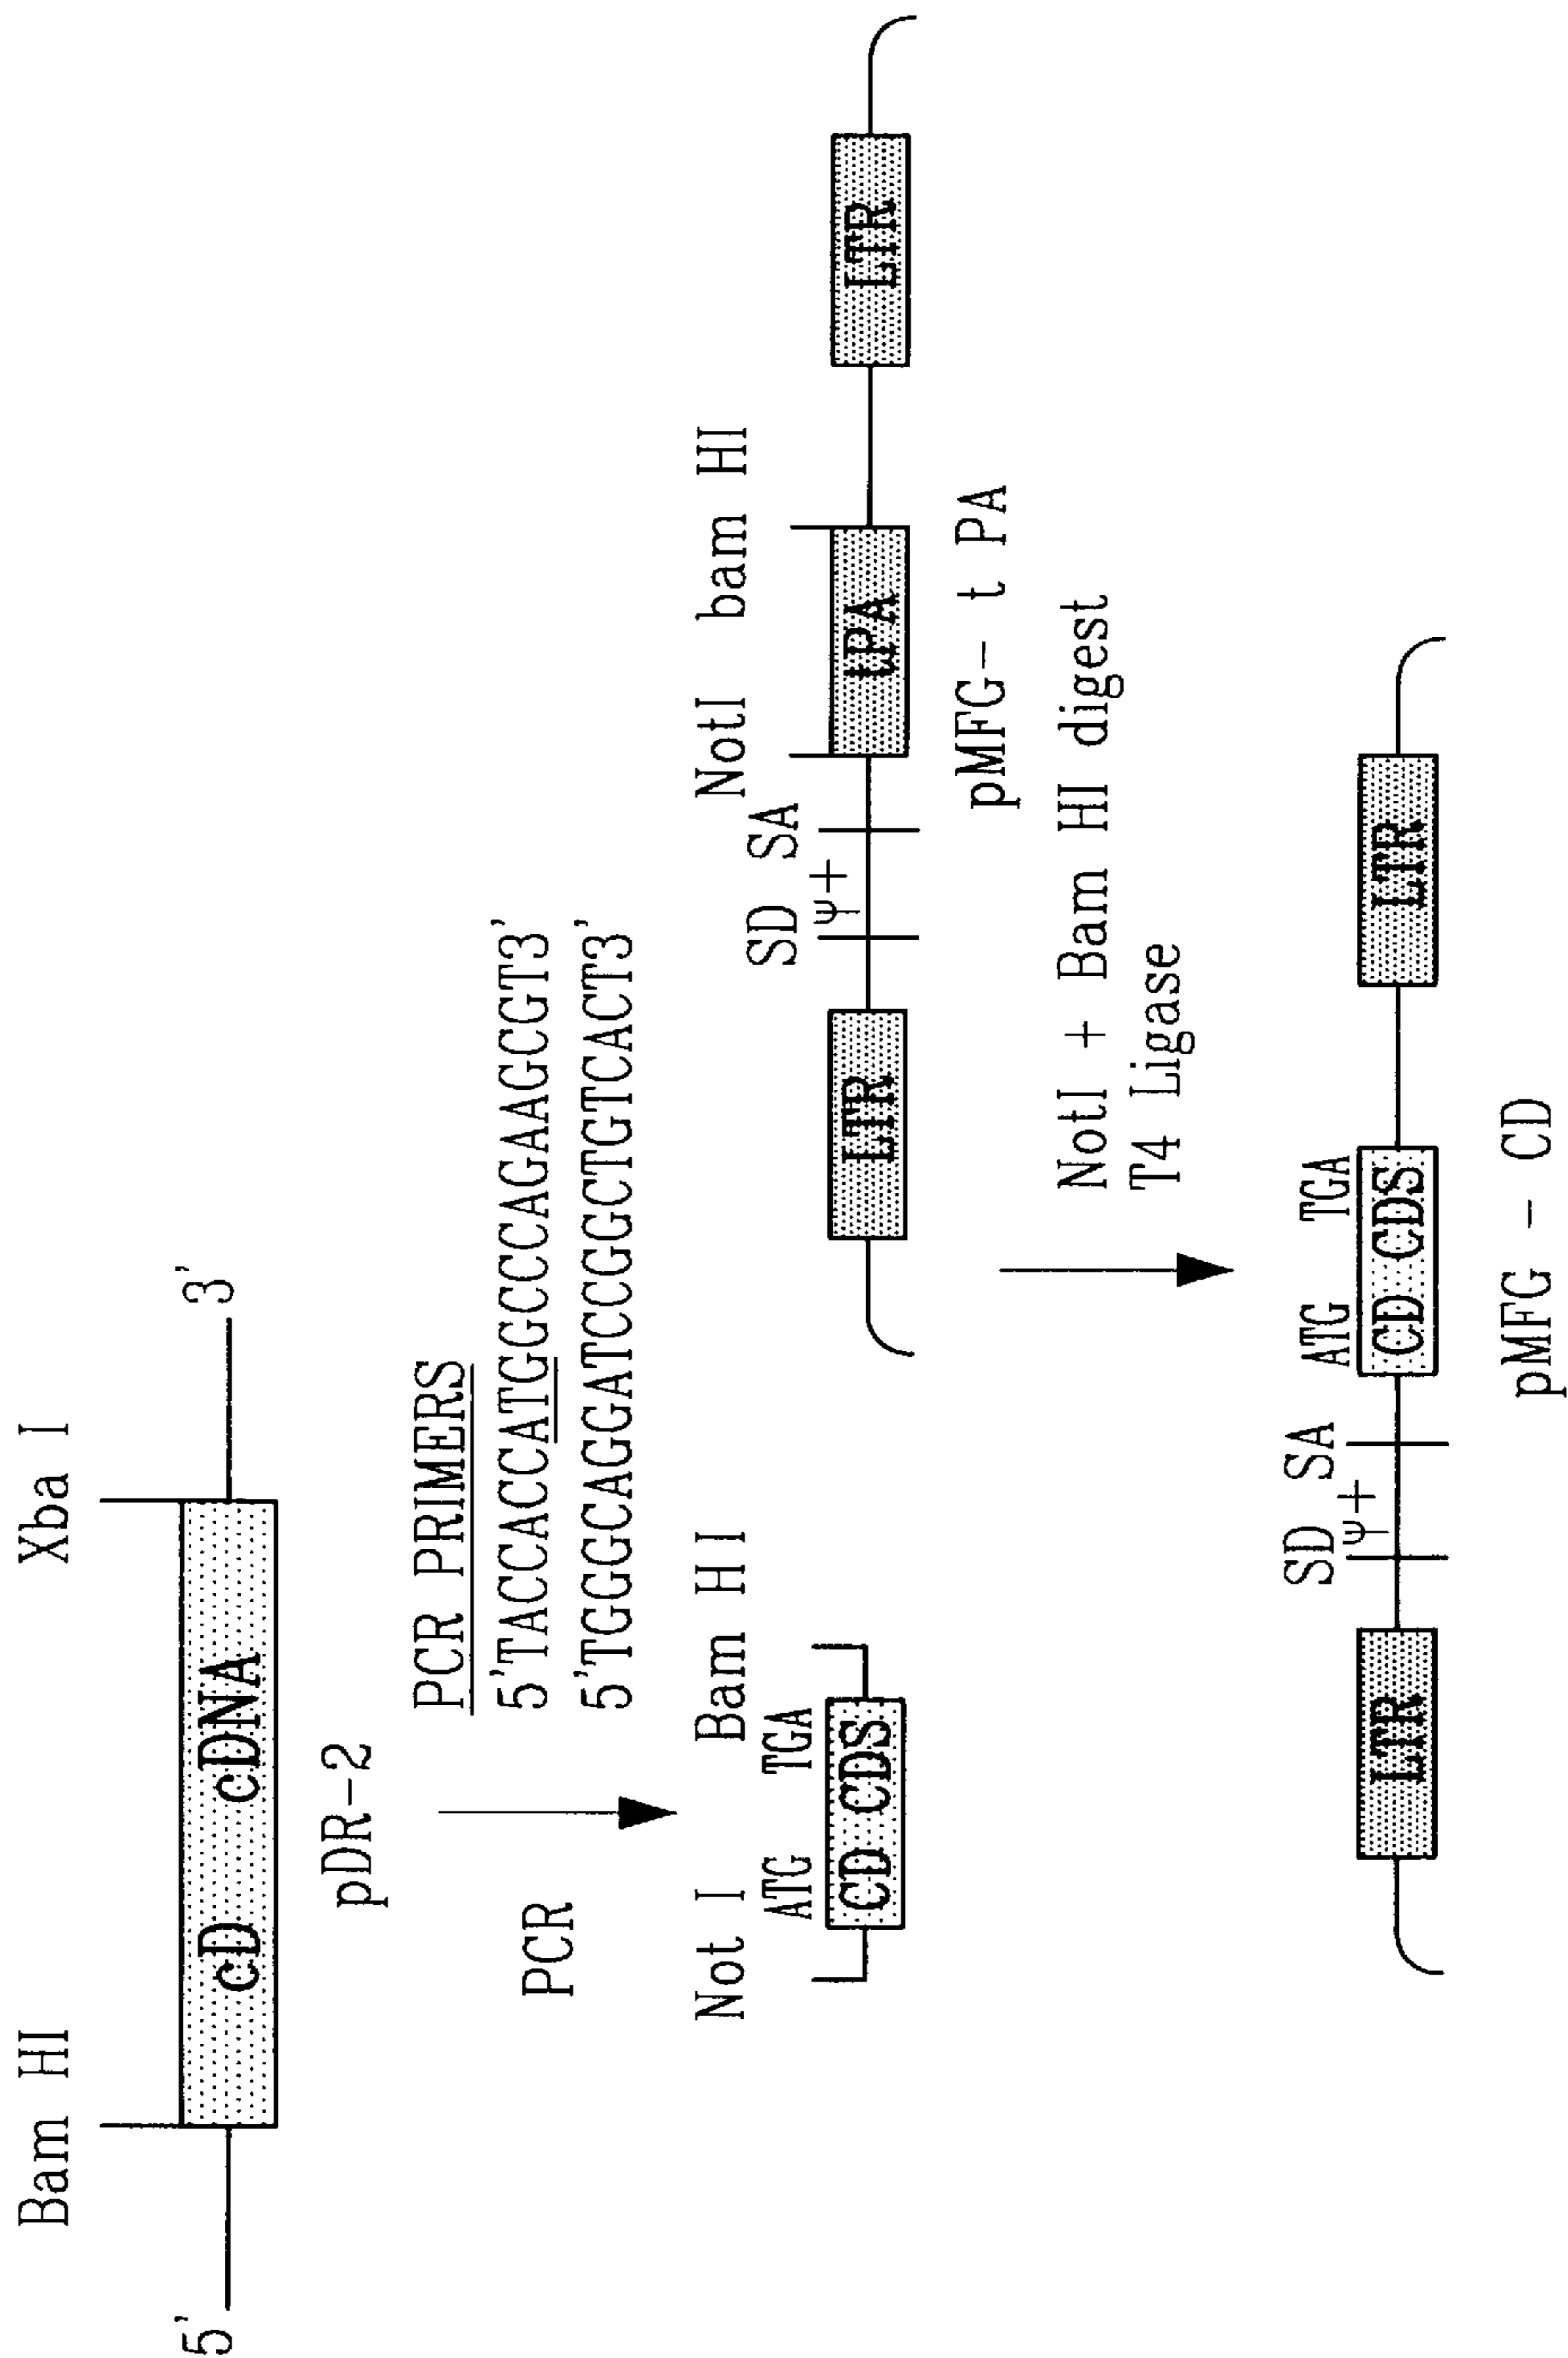 Bam HI Xba I
5' cD cDNA 3'
pDR-2
PCR PRIMERS
PCR
5'TACCACCATGGCCCAGAAGCGT3'
5'TGGGCAGGATCCGGCTGTCACT3'
Not I Bam HI
ATG TGA
CD CDS
NotI bam HI
SD SA
Ψ+
LTR tPA LTR
pMFG- t PA
NotI + Bam HI digest
T4 Ligase
SD SA
Ψ+
ATG TGA
LTR CD CDS LTR
pMFG - CD